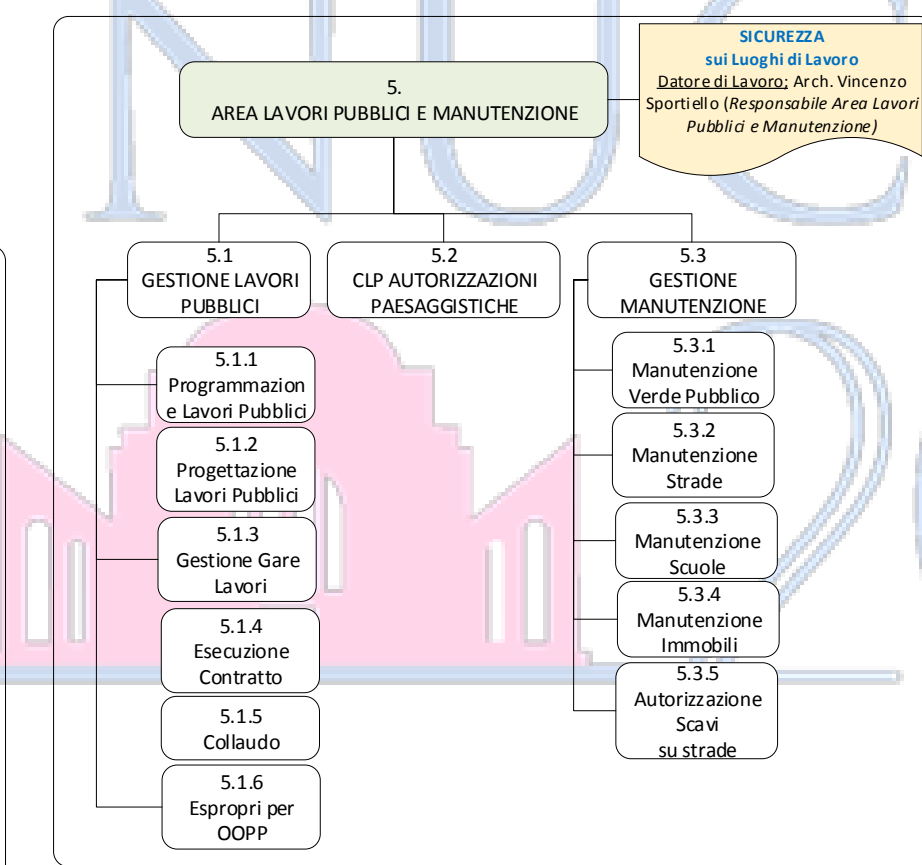 SICUREZZA
sui Luoghi di Lavoro
Datore di Lavoro: Arch. Vincenzo
Sportiello (Responsabile Area Lavori
Pubblici e Manutenzione)
5.
AREA LAVORI PUBBLICI E MANUTENZIONE
5.1
GESTIONE LAVORI
PUBBLICI
5.2
CLP AUTORIZZAZIONI
PAESAGGISTICHE
5.3
GESTIONE
MANUTENZIONE
5.1.1
Programmazion
e Lavori Pubblici
5.1.2
Progettazione
Lavori Pubblici
5.1.3
Gestione Gare
Lavori
5.1.4
Esecuzione
Contratto
5.1.5
Collaudo
5.1.6
Espropri per
OOPP
5.3.1
Manutenzione
Verde Pubblico
5.3.2
Manutenzione
Strade
5.3.3
Manutenzione
Scuole
5.3.4
Manutenzione
Immobili
5.3.5
Autorizzazione
Scavi
su strade